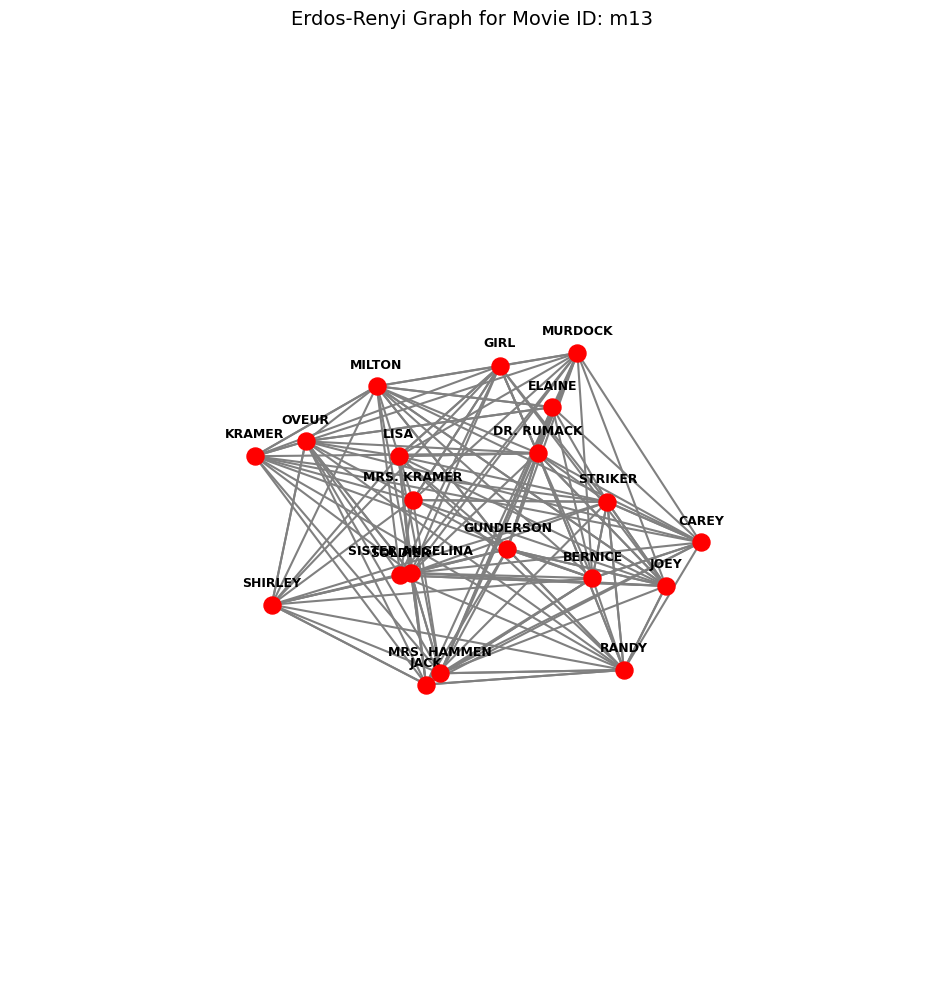 Erdos-Renyi Graph for Movie ID: m13
MURDOCK
GIRL
MILTON
ELAINE
OVEUR
DR. RUMACK
KRAMER
LISA
MRS. KRAMER
STRIKER
CAREY
GUNDERSON
SISTER ANGELINA
SOLDIER
BERNICE
JOEY
SHIRLEY
RANDY
MRS. HAMMEN
JACK